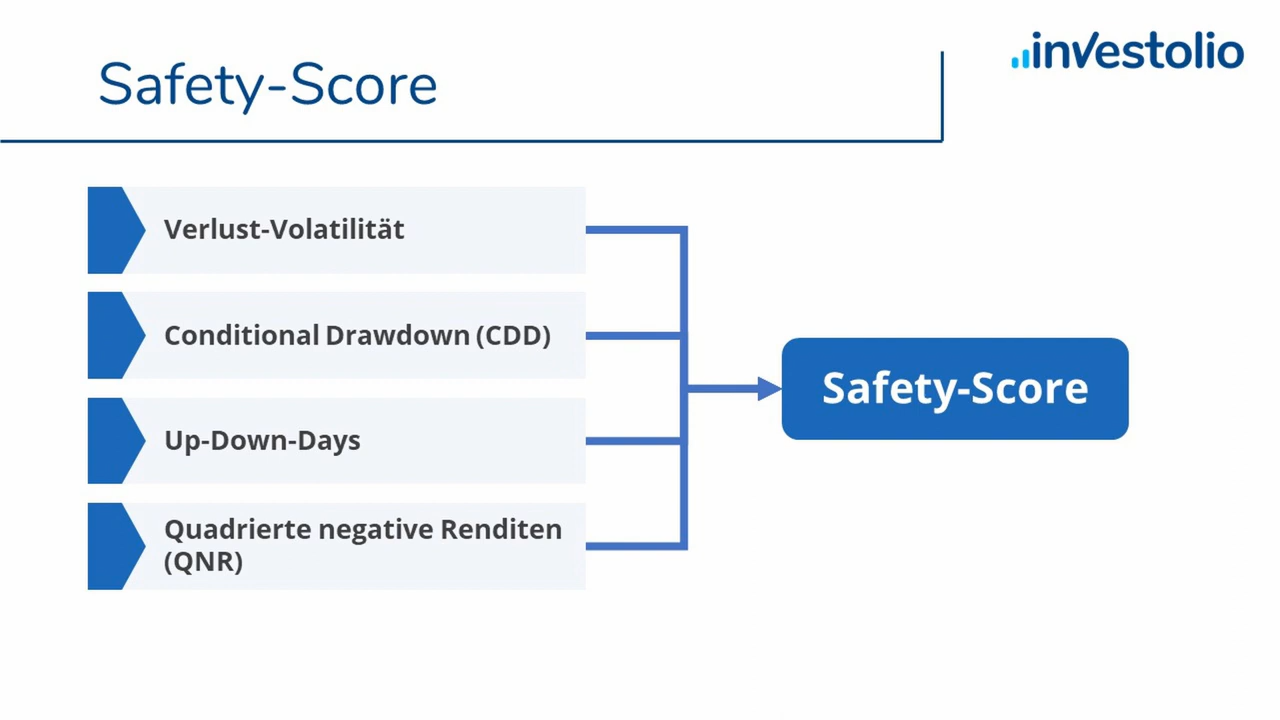 Safety-Score
investolio
Verlust-Volatilität
Conditional Drawdown (CDD)
Up-Down-Days
Quadrierte negative Renditen
(QNR)
Safety-Score